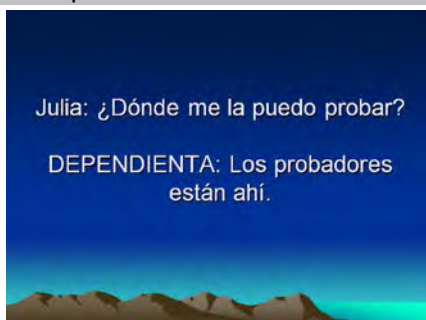 Julia: ¿Dónde me la puedo probar?
DEPENDIENTA: Los probadores
están ahí.